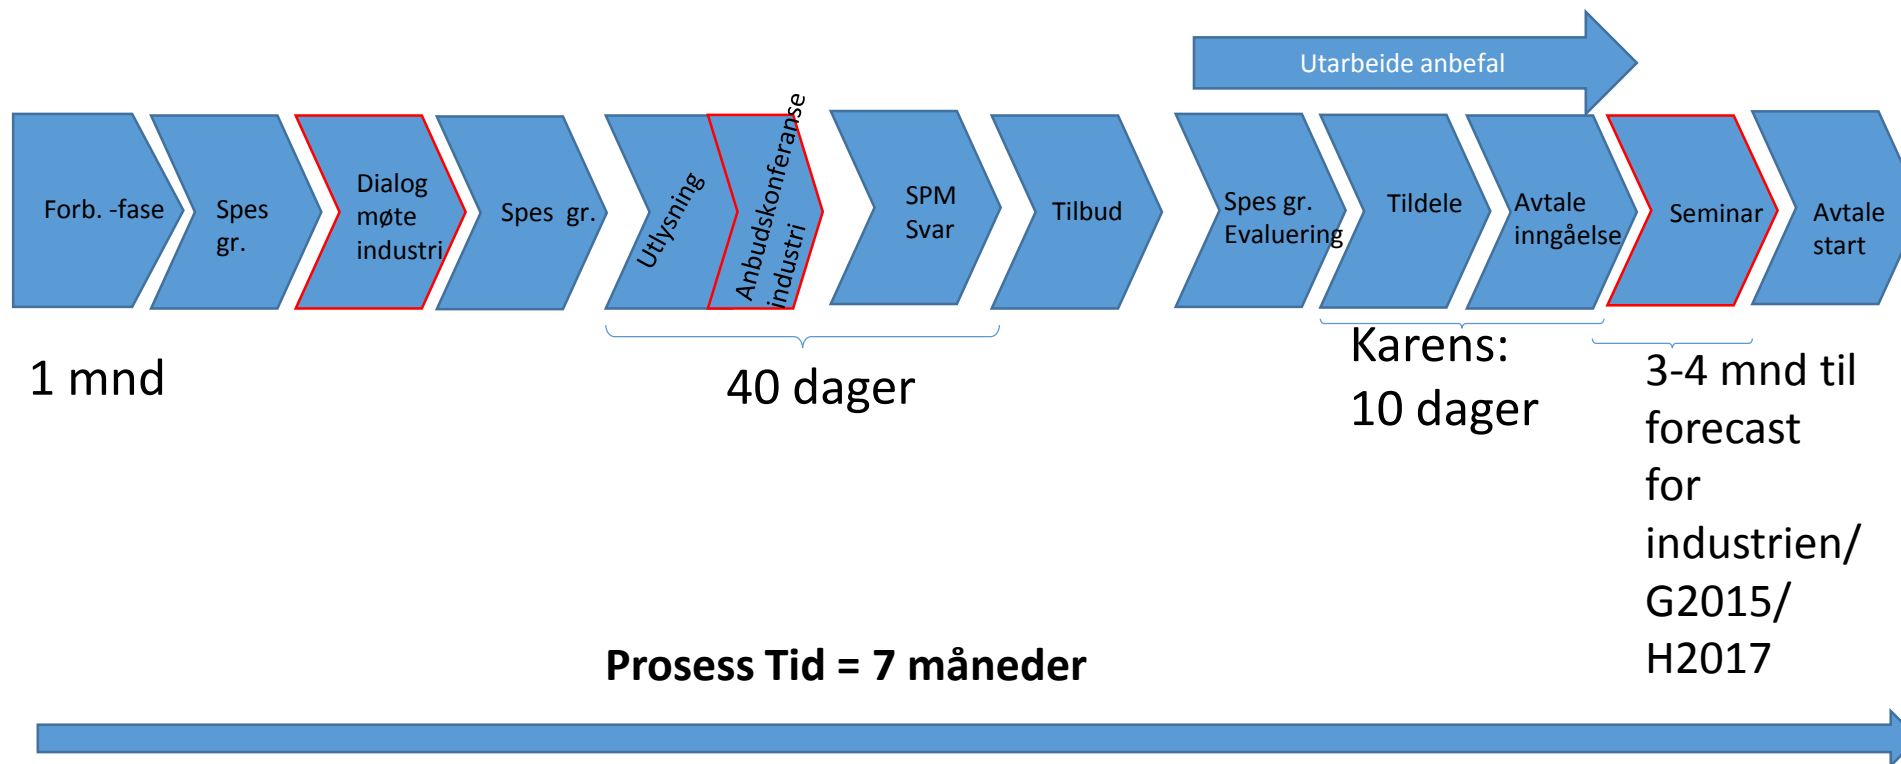 Utarbeide anbefal
Forb. -fase
Spes
gr.
Dialog
møte
industri
Spes  gr.
Utlysning
Anbudskonferanse
industri
SPM
Svar
Tilbud
Spes gr.
Evaluering
Tildele
Avtale
inngåelse
Seminar
Avtale
start
1 mnd
40 dager
Karens:
10 dager
3-4 mnd til
forecast
for
industrien/
G2015/
H2017
Prosess Tid = 7 måneder